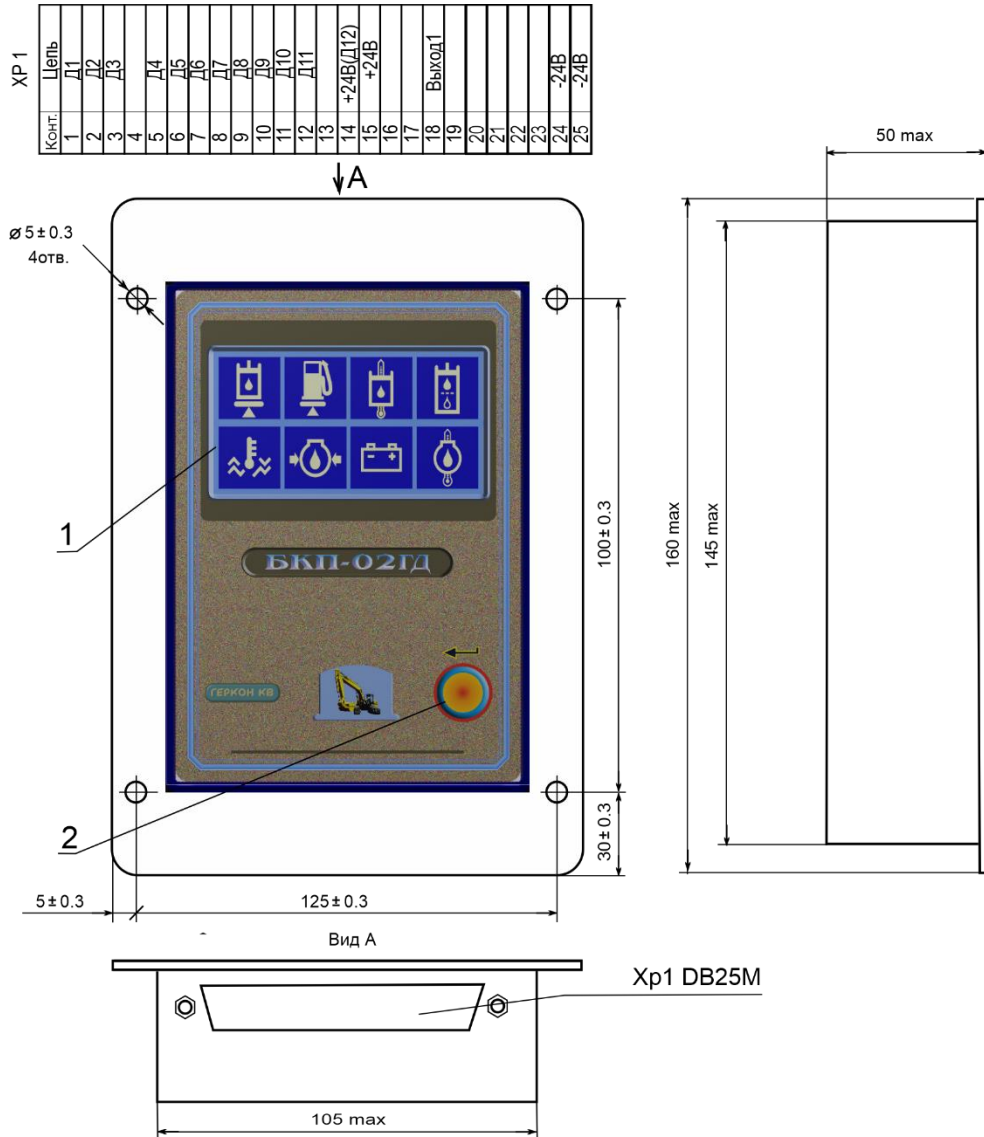 ХР 1
Конт. Цепь
1 Д1
2 Д2
3 Д3
4
5 Д4
6 Д5
7 Д6
8 Д7
9 Д8
10 Д9
11 Д10
12 Д11
13
14 +24В(Д12)
15 +24В
16
17
18 Выход1
19
20
21
22
23
24 -24В
25 -24В
А
50 max
ø 5±0.3
4отв.
1
БКП-02ГД
100±0.3
160 max
145 max
ГЕРКОН КВ
2
30±0.3
5±0.3
125±0.3
Вид А
Xp1 DB25M
105 max